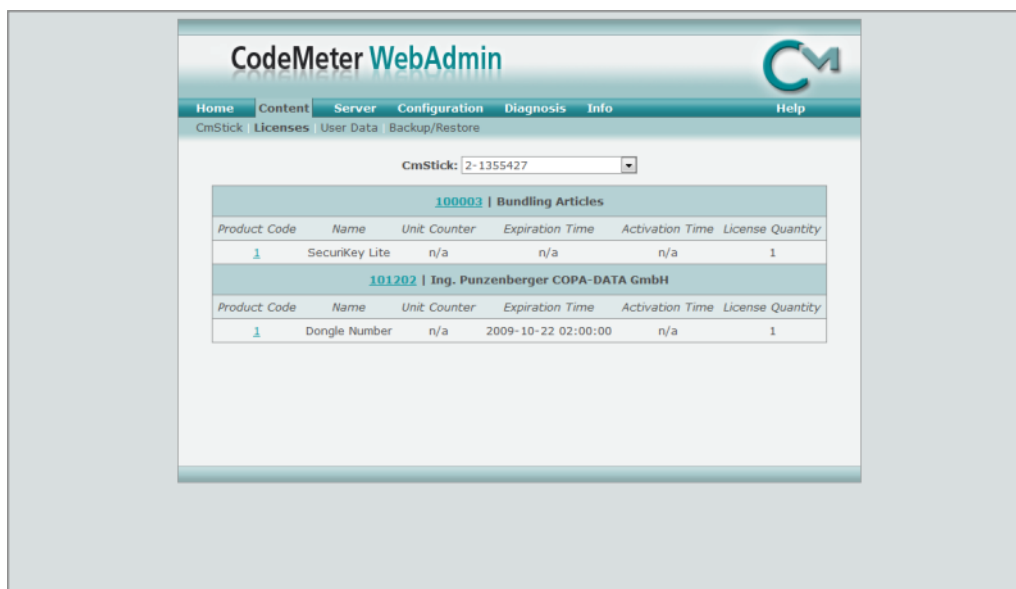 CodeMeter WebAdmin
CM
Home Content Server Configuration Diagnosis Info Help
CmStick | Licenses | User Data | Backup/Restore
CmStick: 2-1355427
100003 | Bundling Articles
Product Code Name Unit Counter Expiration Time Activation Time License Quantity
1 SecuriKey Lite n/a n/a n/a 1
101202 | Ing. Punzenberger COPA-DATA GmbH
Product Code Name Unit Counter Expiration Time Activation Time License Quantity
1 Dongle Number n/a 2009-10-22 02:00:00 n/a 1